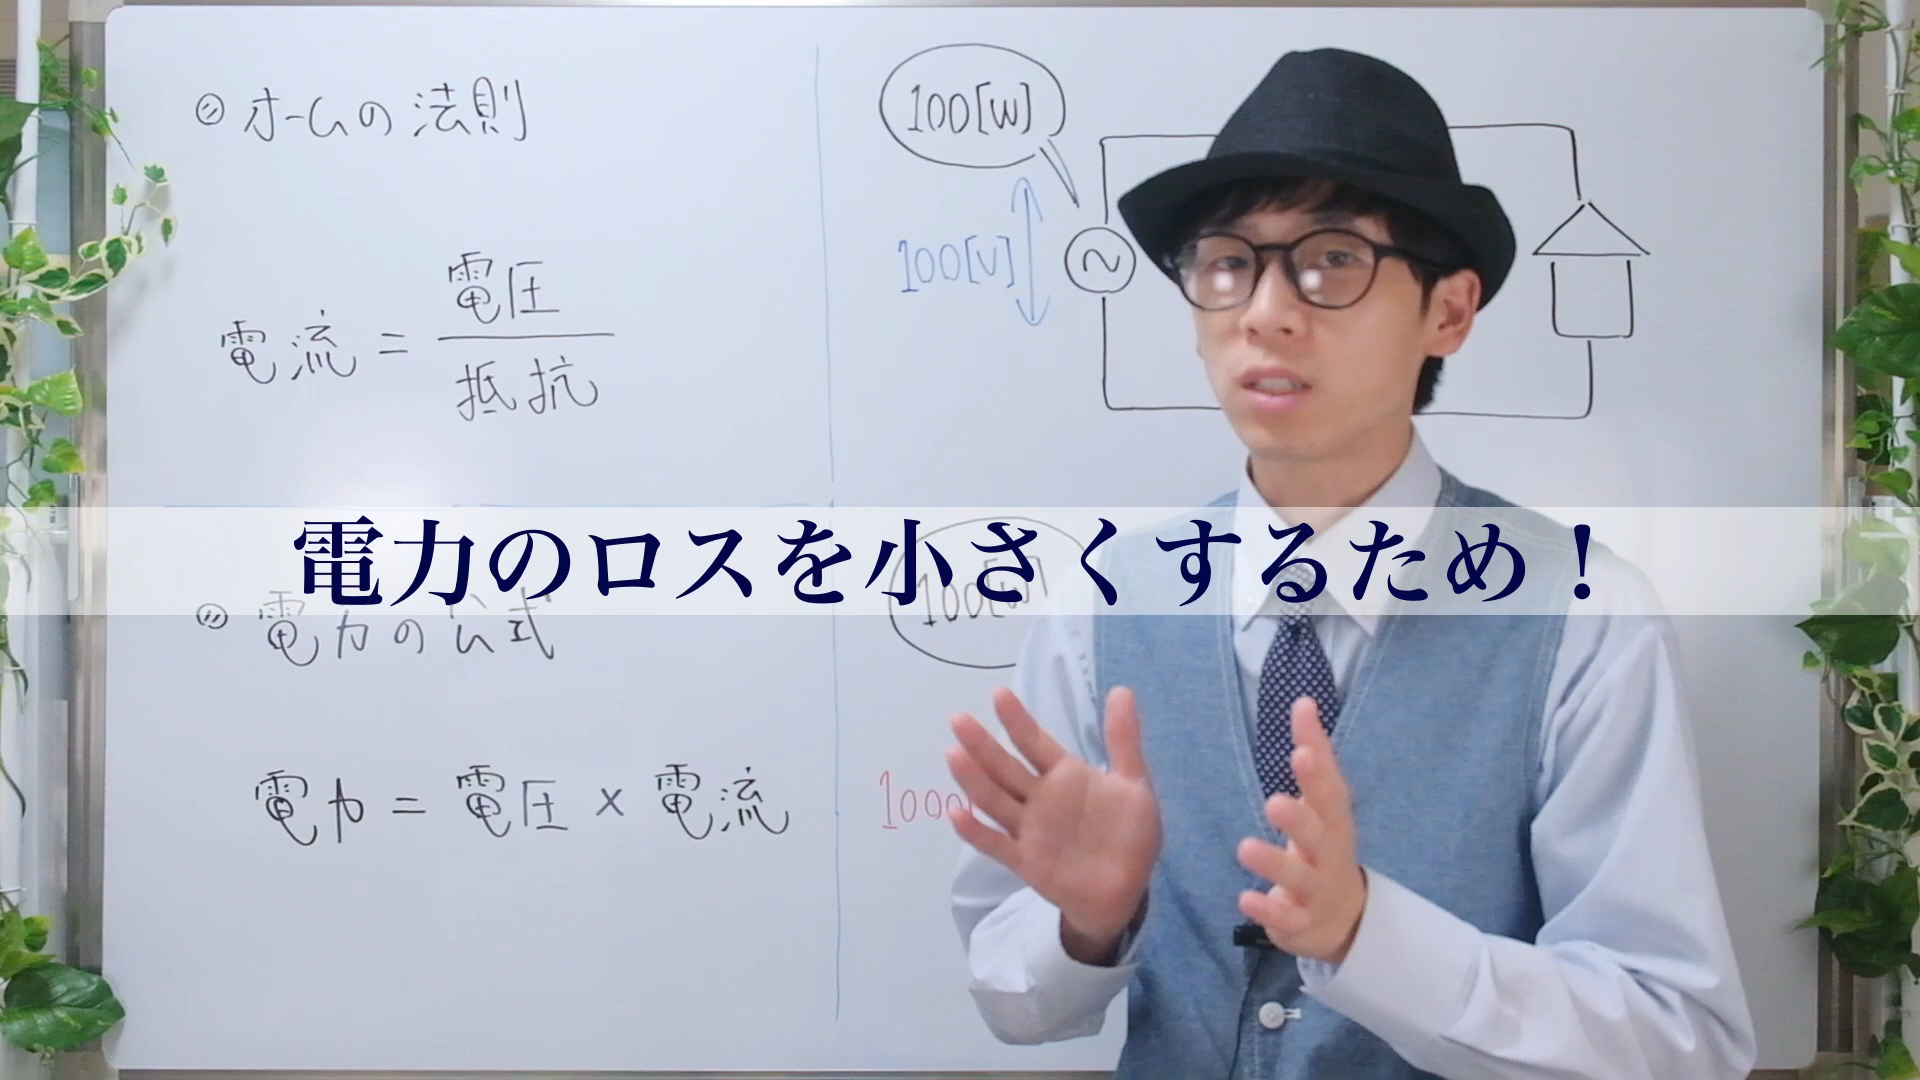 オームの法則
電流 = 電圧 / 抵抗
100[W]
100[V]
電力のロスを小さくするため！
電力の公式
100[W]
電力 = 電圧 × 電流
1000